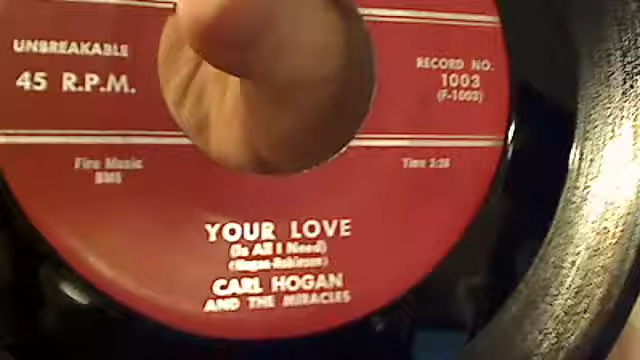 UNBREAKABLE
45 R.P.M.
RECORD NO.
1003
(F-1003)
Fire Music
BMI
Time 2:28
YOUR LOVE
(Is All I Need)
(Hogan-Robinson)
CARL HOGAN
AND THE MIRACLES